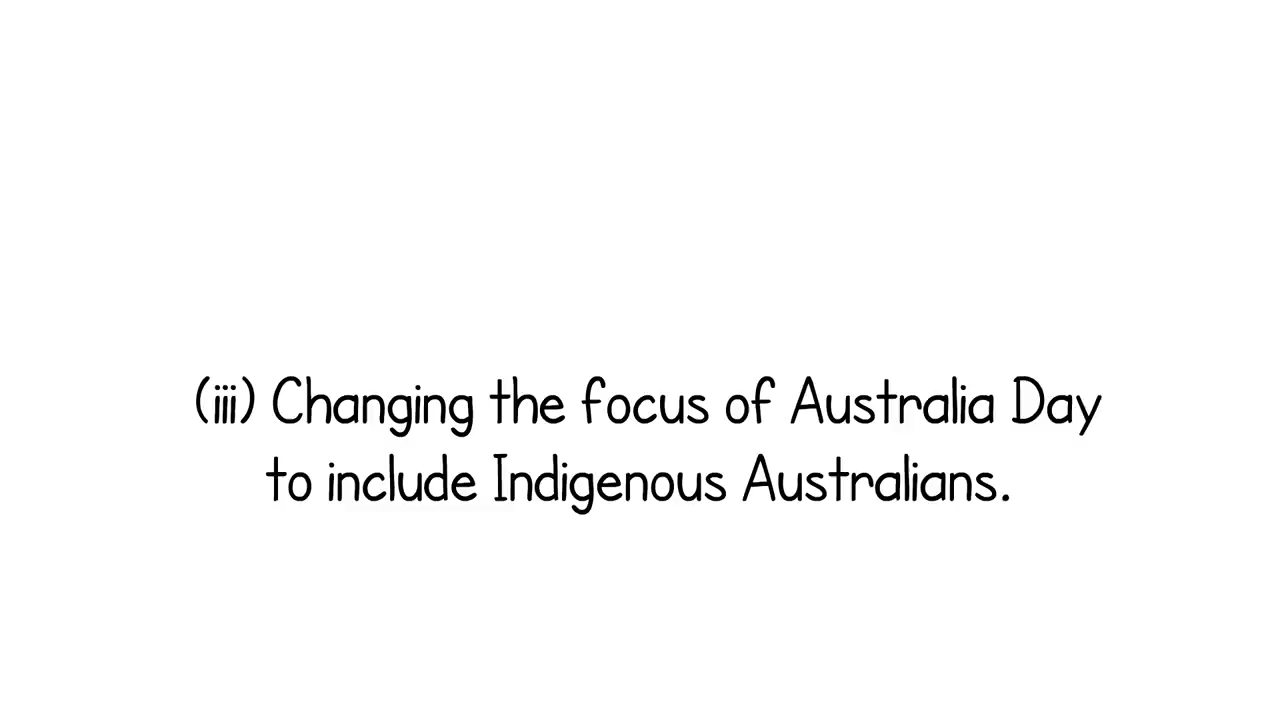 (iii) Changing the focus of Australia Day
to include Indigenous Australians.